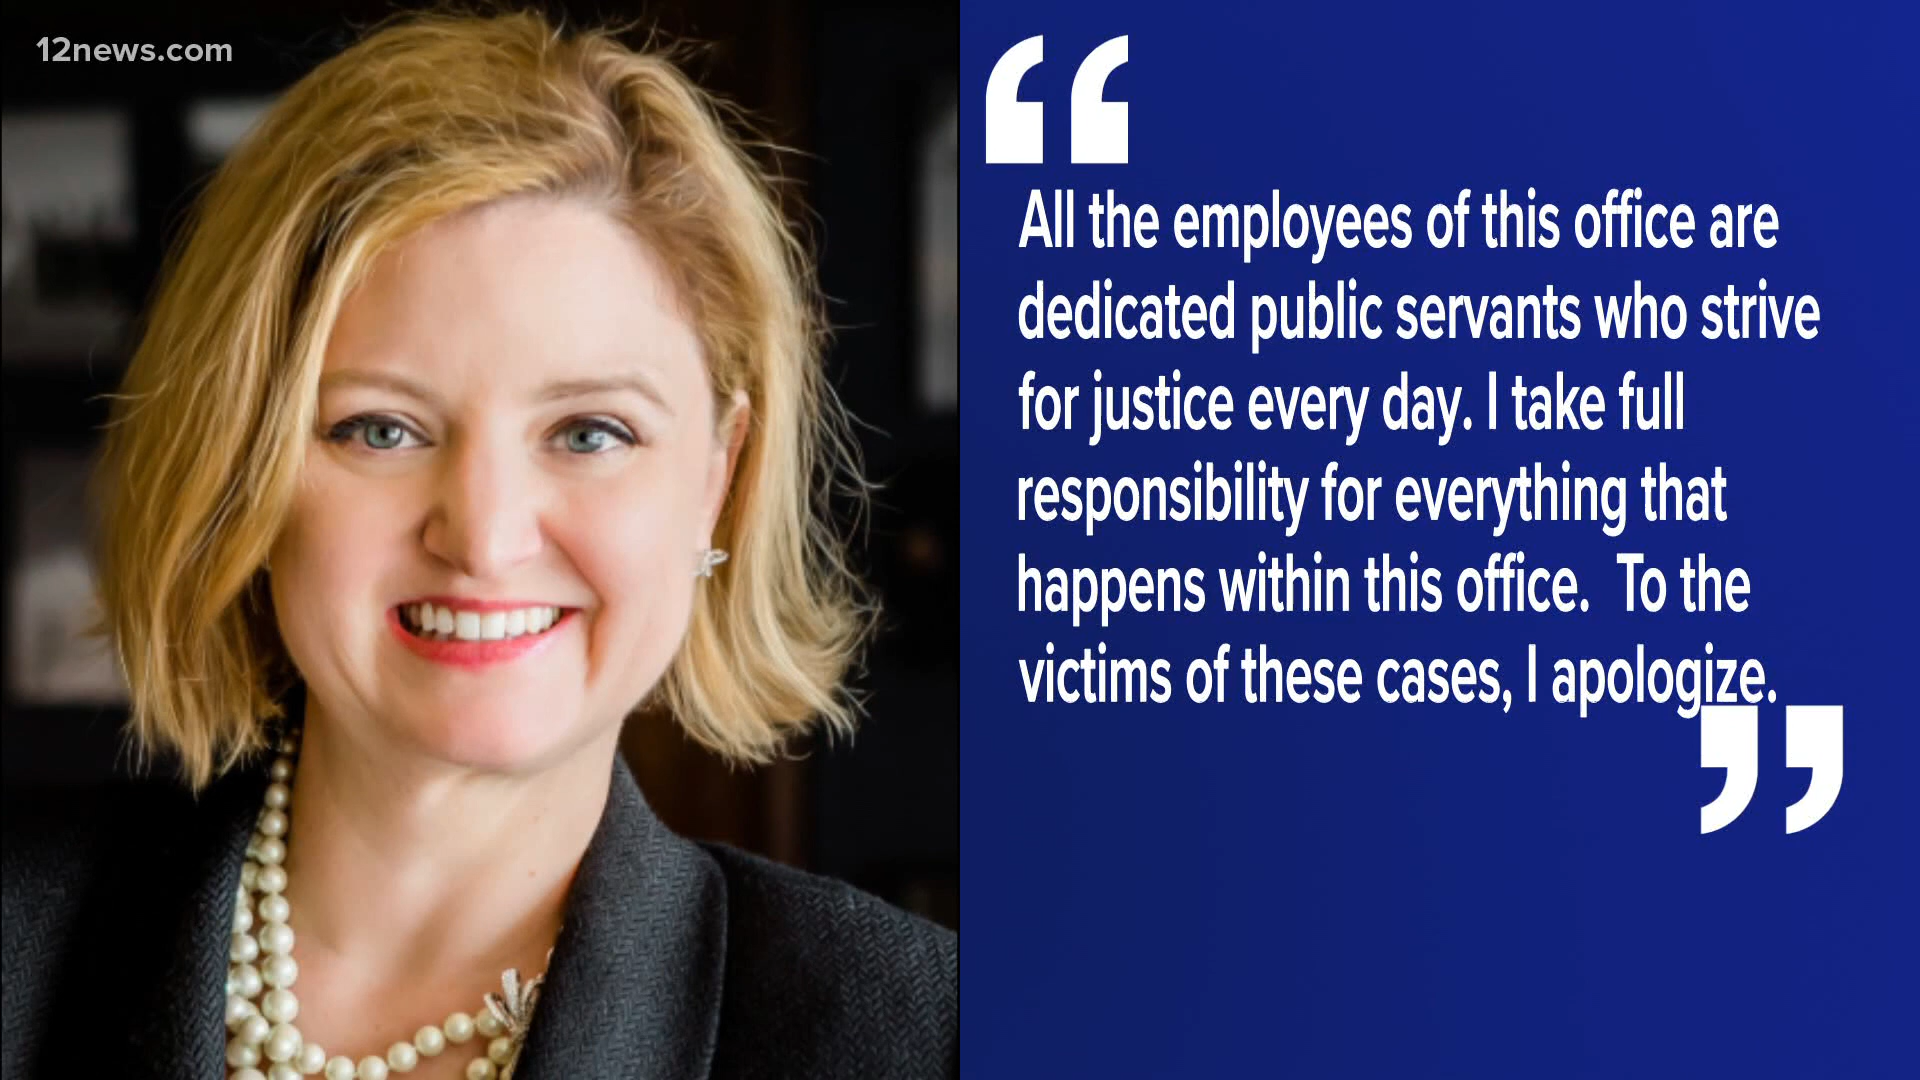 12news.com
“
All the employees of this office are
dedicated public servants who strive
for justice every day. I take full
responsibility for everything that
happens within this office.  To the
victims of these cases, I apologize.
”